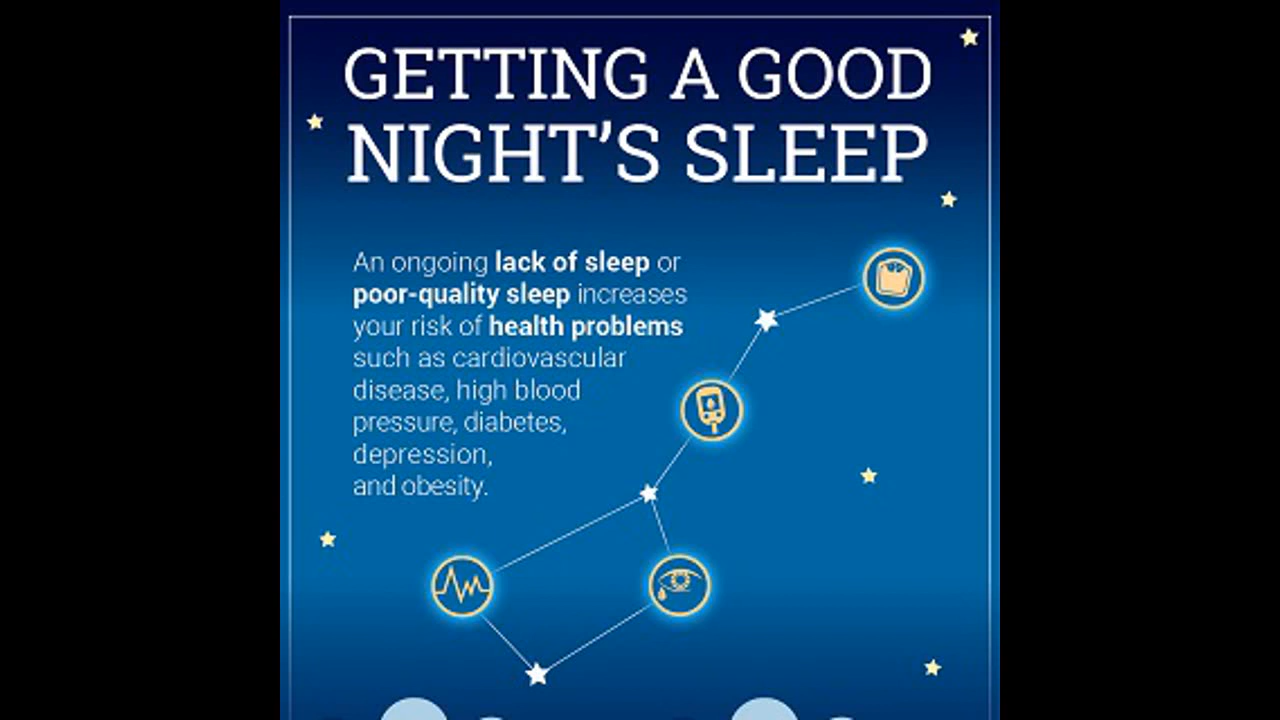 GETTING A GOOD
NIGHT’S SLEEP
An ongoing lack of sleep or
poor-quality sleep increases
your risk of health problems
such as cardiovascular
disease, high blood
pressure, diabetes,
depression,
and obesity.